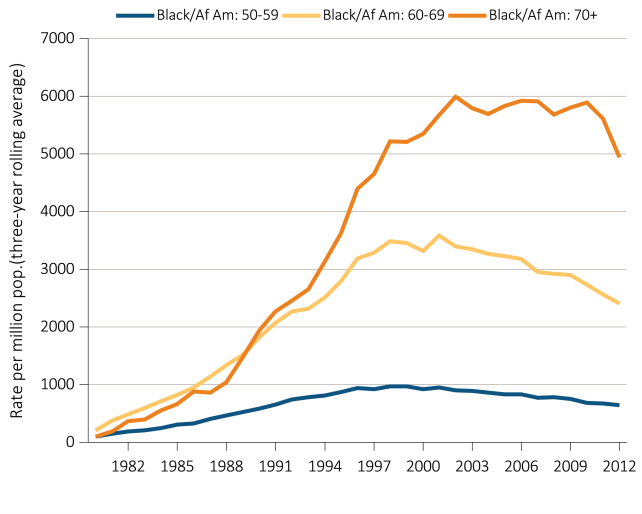 Black/Af Am: 50-59 Black/Af Am: 60-69 Black/Af Am: 70+
Rate per million pop.(three-year rolling average)
7000
6000
5000
4000
3000
2000
1000
0
1982 1985 1988 1991 1994 1997 2000 2003 2006 2009 2012